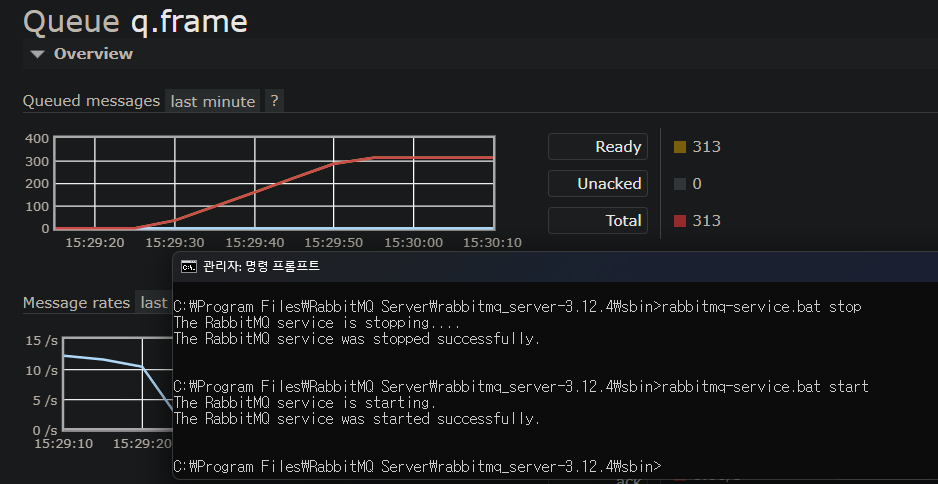 Queue q.frame
Overview
Queued messages last minute ?
400
300
200
100
0
15:29:20 15:29:30 15:29:40 15:29:50 15:30:00 15:30:10
Ready 313
Unacked 0
Total 313
관리자: 명령 프롬프트
C:₩Program Files₩RabbitMQ Server₩rabbitmq_server-3.12.4₩sbin>rabbitmq-service.bat stop
The RabbitMQ service is stopping....
The RabbitMQ service was stopped successfully.
C:₩Program Files₩RabbitMQ Server₩rabbitmq_server-3.12.4₩sbin>rabbitmq-service.bat start
The RabbitMQ service is starting.
The RabbitMQ service was started successfully.
C:₩Program Files₩RabbitMQ Server₩rabbitmq_server-3.12.4₩sbin>
Message rates last
15 /s
10 /s
5 /s
0 /s
15:29:10 15:29:20